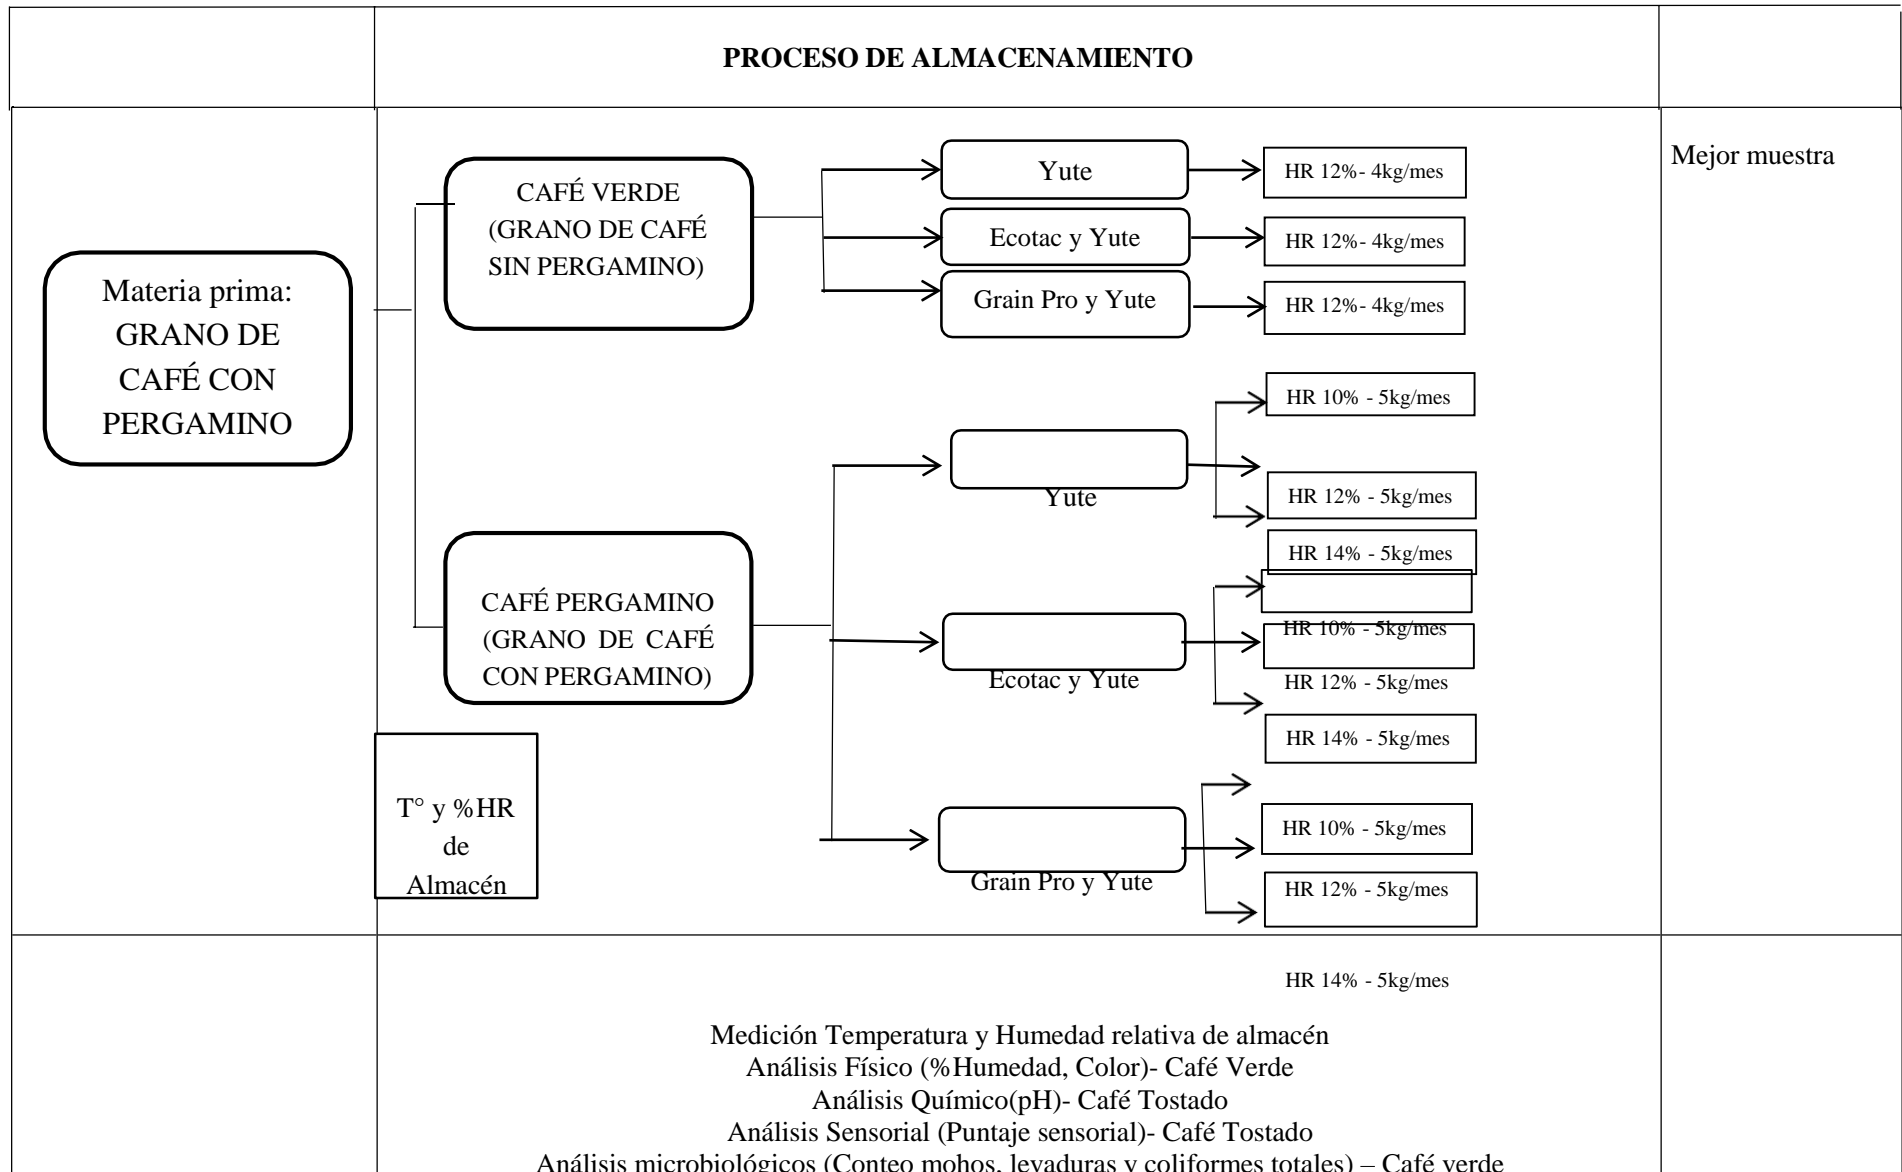 PROCESO DE ALMACENAMIENTO
Materia prima:
GRANO DE
CAFÉ CON
PERGAMINO
CAFÉ VERDE
(GRANO DE CAFÉ
SIN PERGAMINO)
Yute
HR 12%- 4kg/mes
Ecotac y Yute
HR 12%- 4kg/mes
Grain Pro y Yute
HR 12%- 4kg/mes
CAFÉ PERGAMINO
(GRANO DE CAFÉ
CON PERGAMINO)
Yute
HR 10% - 5kg/mes
HR 12% - 5kg/mes
HR 14% - 5kg/mes
Ecotac y Yute
HR 10% - 5kg/mes
HR 12% - 5kg/mes
HR 14% - 5kg/mes
Grain Pro y Yute
HR 10% - 5kg/mes
HR 12% - 5kg/mes
HR 14% - 5kg/mes
T° y %HR
de
Almacén
Mejor muestra
Medición Temperatura y Humedad relativa de almacén
Análisis Físico (%Humedad, Color)- Café Verde
Análisis Químico(pH)- Café Tostado
Análisis Sensorial (Puntaje sensorial)- Café Tostado
Análisis microbiológicos (Conteo mohos, levaduras y coliformes totales) – Café verde